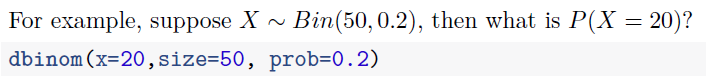 For example, suppose X ∼ Bin(50, 0.2), then what is P(X = 20)?
dbinom(x=20,size=50, prob=0.2)